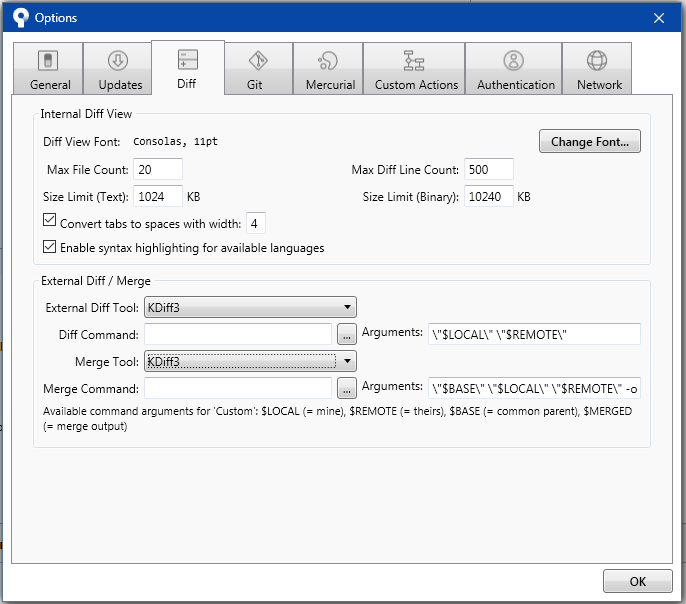 Options
General
Updates
Diff
Git
Mercurial
Custom Actions
Authentication
Network
Internal Diff View
Diff View Font: Consolas, 11pt
Change Font...
Max File Count: 20
Max Diff Line Count: 500
Size Limit (Text): 1024 KB
Size Limit (Binary): 10240 KB
Convert tabs to spaces with width: 4
Enable syntax highlighting for available languages
External Diff / Merge
External Diff Tool: KDiff3
Diff Command: ... Arguments: \"$LOCAL\" \"$REMOTE\"
Merge Tool: KDiff3
Merge Command: ... Arguments: \"$BASE\" \"$LOCAL\" \"$REMOTE\" -o
Available command arguments for 'Custom': $LOCAL (= mine), $REMOTE (= theirs), $BASE (= common parent), $MERGED
(= merge output)
OK